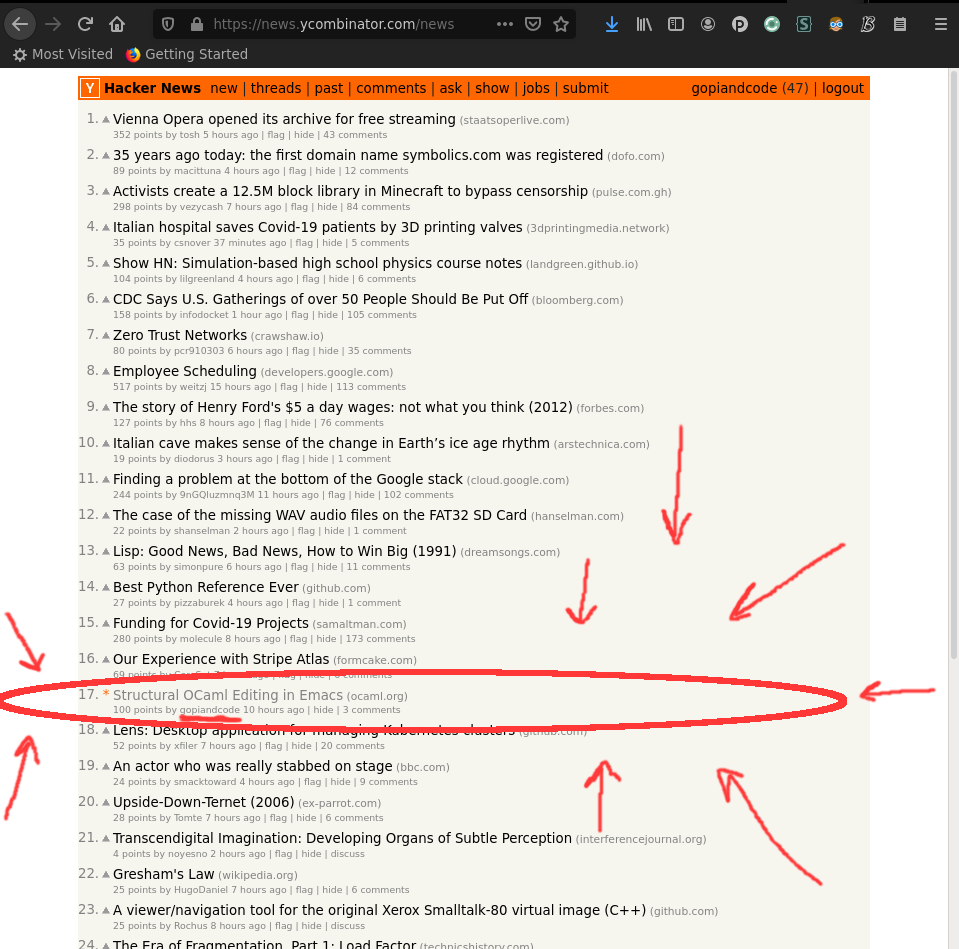 https://news.ycombinator.com/news
Most Visited Getting Started
Y Hacker News new | threads | past | comments | ask | show | jobs | submit gopiandcode (47) | logout
1. Vienna Opera opened its archive for free streaming (staatsoperlive.com)
352 points by tosh 5 hours ago | flag | hide | 43 comments
2. 35 years ago today: the first domain name symbolics.com was registered (dofo.com)
89 points by macittuna 4 hours ago | flag | hide | 12 comments
3. Activists create a 12.5M block library in Minecraft to bypass censorship (pulse.com.gh)
298 points by vezycash 7 hours ago | flag | hide | 84 comments
4. Italian hospital saves Covid-19 patients by 3D printing valves (3dprintingmedia.network)
35 points by csnover 37 minutes ago | flag | hide | 5 comments
5. Show HN: Simulation-based high school physics course notes (landgreen.github.io)
104 points by lilgreenland 4 hours ago | flag | hide | 6 comments
6. CDC Says U.S. Gatherings of over 50 People Should Be Put Off (bloomberg.com)
158 points by infodocket 1 hour ago | flag | hide | 105 comments
7. Zero Trust Networks (crawshaw.io)
80 points by pcr910303 6 hours ago | flag | hide | 35 comments
8. Employee Scheduling (developers.google.com)
517 points by weitzj 15 hours ago | flag | hide | 113 comments
9. The story of Henry Ford's $5 a day wages: not what you think (2012) (forbes.com)
127 points by hhs 8 hours ago | flag | hide | 76 comments
10. Italian cave makes sense of the change in Earth’s ice age rhythm (arstechnica.com)
19 points by diodorus 3 hours ago | flag | hide | 1 comment
11. Finding a problem at the bottom of the Google stack (cloud.google.com)
244 points by 9nGQluzmnq3M 11 hours ago | flag | hide | 102 comments
12. The case of the missing WAV audio files on the FAT32 SD Card (hanselman.com)
22 points by shanselman 2 hours ago | flag | hide | 1 comment
13. Lisp: Good News, Bad News, How to Win Big (1991) (dreamsongs.com)
63 points by simonpure 6 hours ago | flag | hide | 11 comments
14. Best Python Reference Ever (github.com)
27 points by pizzaburek 4 hours ago | flag | hide | 1 comment
15. Funding for Covid-19 Projects (samaltman.com)
280 points by molecule 8 hours ago | flag | hide | 173 comments
16. Our Experience with Stripe Atlas (formcake.com)
69 points by hours ago | flag | hide | comments
17. * Structural OCaml Editing in Emacs (ocaml.org)
100 points by gopiandcode 10 hours ago | flag | hide | 3 comments
18. Lens: Desktop application for managing Kubernetes clusters (github.com)
52 points by xfiler 7 hours ago | flag | hide | 20 comments
19. An actor who was really stabbed on stage (bbc.com)
24 points by smacktoward 4 hours ago | flag | hide | 9 comments
20. Upside-Down-Ternet (2006) (ex-parrot.com)
28 points by Tomte 7 hours ago | flag | hide | 6 comments
21. Transcendigital Imagination: Developing Organs of Subtle Perception (interferencejournal.org)
4 points by noyesno 2 hours ago | flag | hide | discuss
22. Gresham's Law (wikipedia.org)
25 points by HugoDaniel 7 hours ago | flag | hide | 6 comments
23. A viewer/navigation tool for the original Xerox Smalltalk-80 virtual image (C++) (github.com)
25 points by Rochus 8 hours ago | flag | hide | discuss
24. The Era of Fragmentation, Part 1: Load Factor (technicshistory.com)